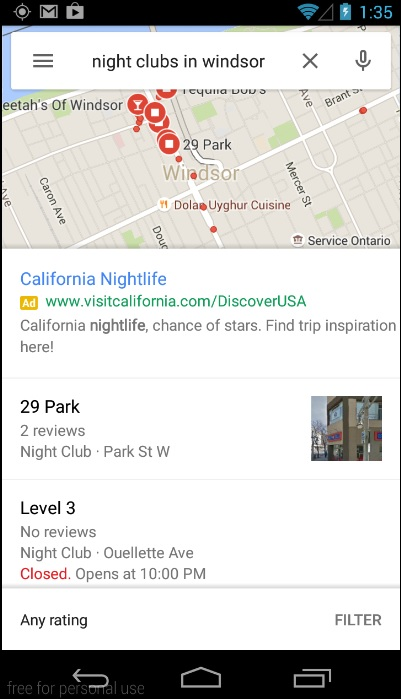 1:35
night clubs in windsor
Tequila Bob's
eetah's Of Windsor
Brant St
Ave
29 Park
Windsor
Caron Ave
Mercer St
Dolan Uyghur Cuisine
Doug
Service Ontario
California Nightlife
Ad www.visitcalifornia.com/DiscoverUSA
California nightlife, chance of stars. Find trip inspiration
here!
29 Park
2 reviews
Night Club · Park St W
Level 3
No reviews
Night Club · Ouellette Ave
Closed. Opens at 10:00 PM
Any rating FILTER
free for personal use